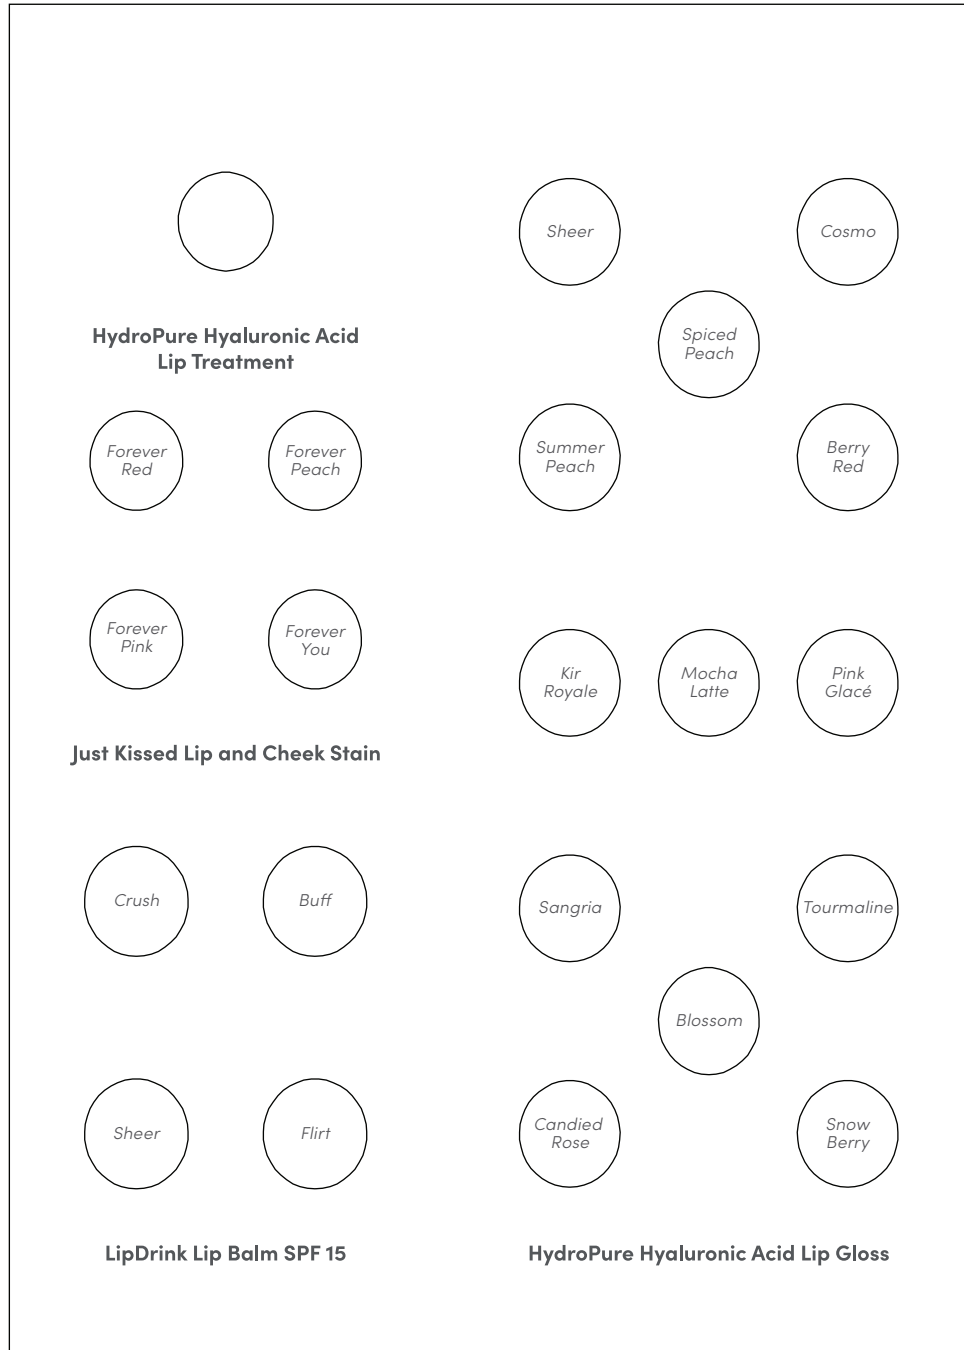 HydroPure Hyaluronic Acid
Lip Treatment
Forever
Red
Forever
Peach
Forever
Pink
Forever
You
Just Kissed Lip and Cheek Stain
Crush
Buff
Sheer
Flirt
LipDrink Lip Balm SPF 15
Sheer
Cosmo
Spiced
Peach
Summer
Peach
Berry
Red
Kir
Royale
Mocha
Latte
Pink
Glacé
Sangria
Tourmaline
Blossom
Candied
Rose
Snow
Berry
HydroPure Hyaluronic Acid Lip Gloss